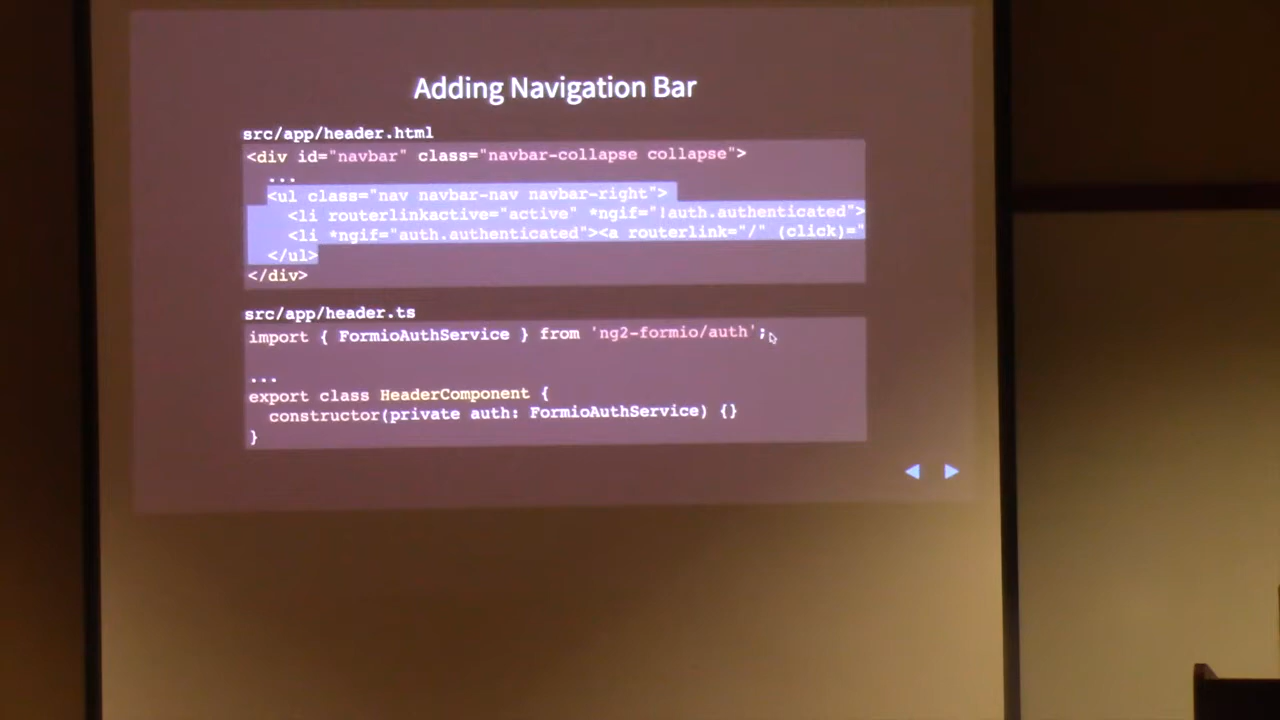 Adding Navigation Bar
src/app/header.html
<div id="navbar" class="navbar-collapse collapse">
...
<ul class="nav navbar-nav navbar-right">
<li routerlinkactive="active" *ngif="!auth.authenticated">
<li *ngif="auth.authenticated"><a routerlink="/" (click)="
</ul>
</div>
src/app/header.ts
import { FormioAuthService } from 'ng2-formio/auth';
...
export class HeaderComponent {
constructor(private auth: FormioAuthService) {}
}